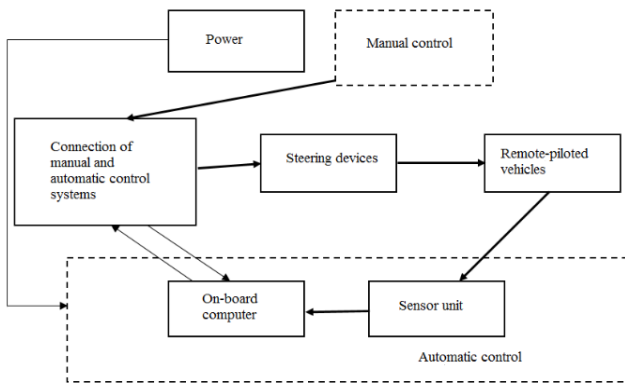 Power
Manual control
Connection of
manual and
automatic control
systems
Steering devices
Remote-piloted
vehicles
On-board
computer
Sensor unit
Automatic control